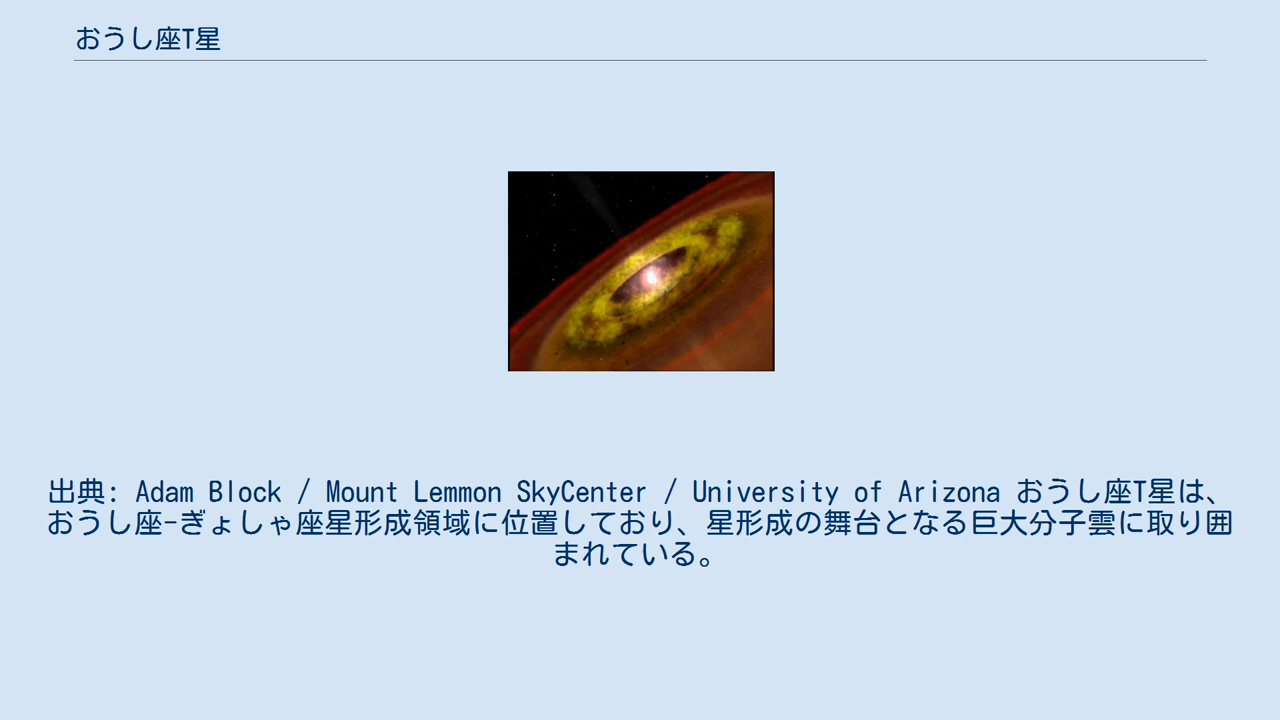 おうし座T星
出典: Adam Block / Mount Lemmon SkyCenter / University of Arizona おうし座T星は、
おうし座-ぎょしゃ座星形成領域に位置しており、星形成の舞台となる巨大分子雲に取り囲
まれている。